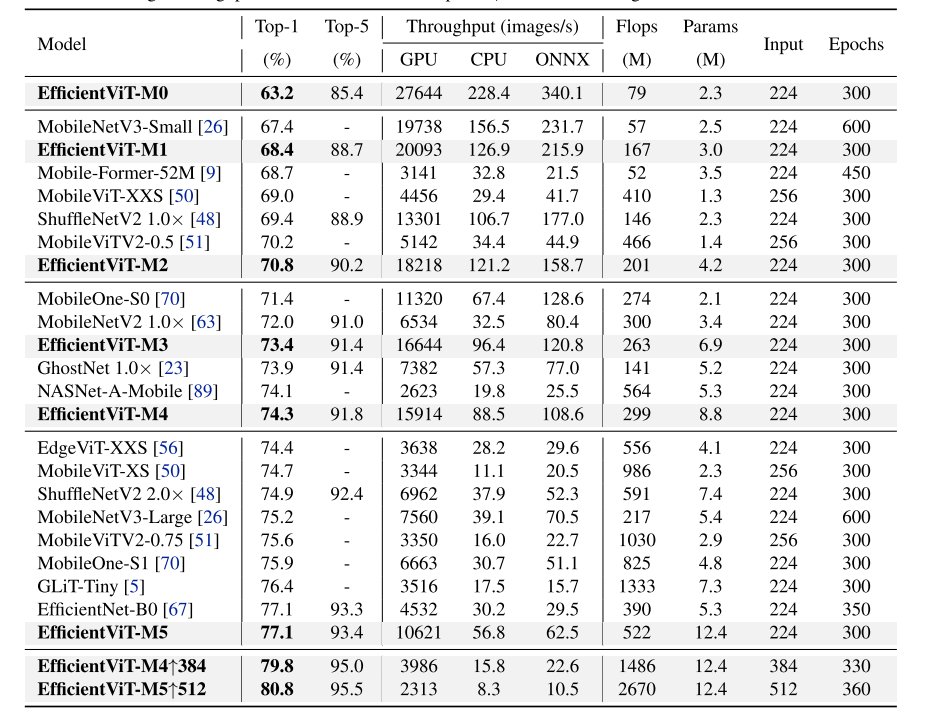 Model Top-1 Top-5 Throughput (images/s) Flops Params Input Epochs
(%) (%) GPU CPU ONNX (M) (M)
EfficientViT-M0 63.2 85.4 27644 228.4 340.1 79 2.3 224 300
MobileNetV3-Small [26] 67.4 - 19738 156.5 231.7 57 2.5 224 600
EfficientViT-M1 68.4 88.7 20093 126.9 215.9 167 3.0 224 300
Mobile-Former-52M [9] 68.7 - 3141 32.8 21.5 52 3.5 224 450
MobileViT-XXS [50] 69.0 - 4456 29.4 41.7 410 1.3 256 300
ShuffleNetV2 1.0× [48] 69.4 88.9 13301 106.7 177.0 146 2.3 224 300
MobileViTV2-0.5 [51] 70.2 - 5142 34.4 44.9 466 1.4 256 300
EfficientViT-M2 70.8 90.2 18218 121.2 158.7 201 4.2 224 300
MobileOne-S0 [70] 71.4 - 11320 67.4 128.6 274 2.1 224 300
MobileNetV2 1.0× [63] 72.0 91.0 6534 32.5 80.4 300 3.4 224 300
EfficientViT-M3 73.4 91.4 16644 96.4 120.8 263 6.9 224 300
GhostNet 1.0× [23] 73.9 91.4 7382 57.3 77.0 141 5.2 224 300
NASNet-A-Mobile [89] 74.1 - 2623 19.8 25.5 564 5.3 224 300
EfficientViT-M4 74.3 91.8 15914 88.5 108.6 299 8.8 224 300
EdgeViT-XXS [56] 74.4 - 3638 28.2 29.6 556 4.1 224 300
MobileViT-XS [50] 74.7 - 3344 11.1 20.5 986 2.3 256 300
ShuffleNetV2 2.0× [48] 74.9 92.4 6962 37.9 52.3 591 7.4 224 300
MobileNetV3-Large [26] 75.2 - 7560 39.1 70.5 217 5.4 224 600
MobileViTV2-0.75 [51] 75.6 - 3350 16.0 22.7 1030 2.9 256 300
MobileOne-S1 [70] 75.9 - 6663 30.7 51.1 825 4.8 224 300
GLiT-Tiny [5] 76.4 - 3516 17.5 15.7 1333 7.3 224 300
EfficientNet-B0 [67] 77.1 93.3 4532 30.2 29.5 390 5.3 224 350
EfficientViT-M5 77.1 93.4 10621 56.8 62.5 522 12.4 224 300
EfficientViT-M4↑384 79.8 95.0 3986 15.8 22.6 1486 12.4 384 330
EfficientViT-M5↑512 80.8 95.5 2313 8.3 10.5 2670 12.4 512 360